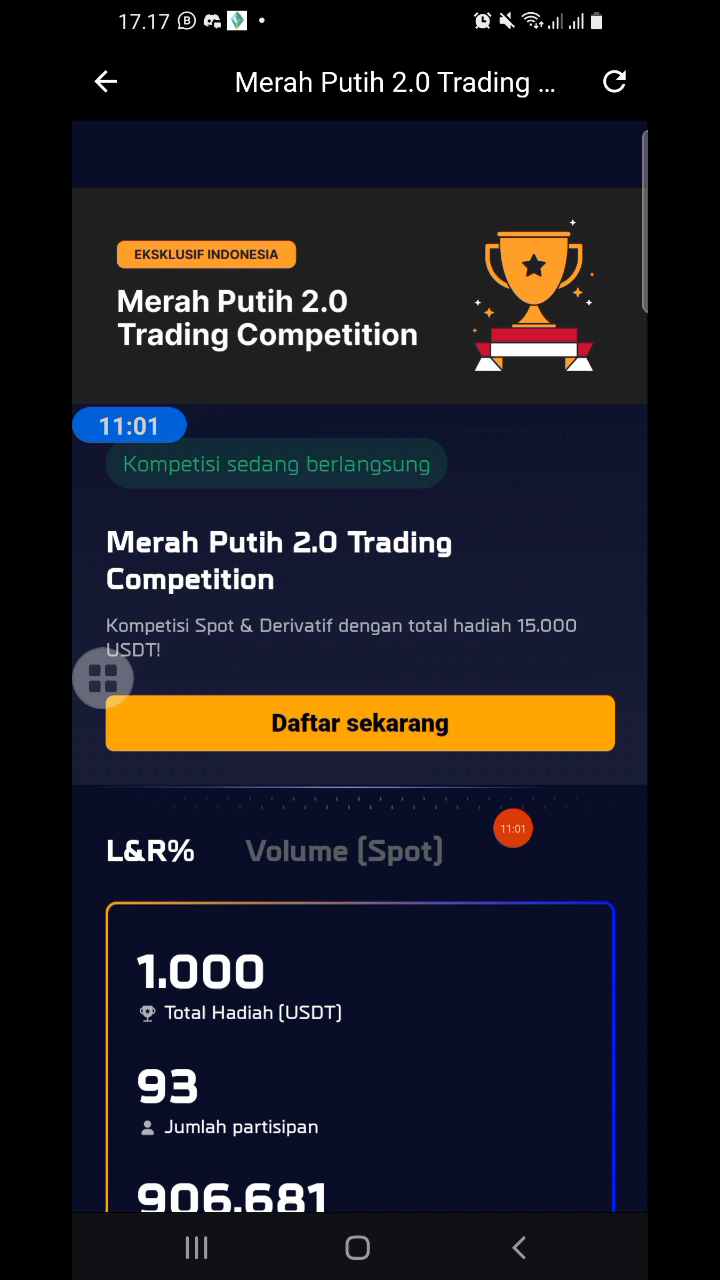 17.17
Merah Putih 2.0 Trading ...
EKSKLUSIF INDONESIA
Merah Putih 2.0
Trading Competition
11:01
Kompetisi sedang berlangsung
Merah Putih 2.0 Trading
Competition
Kompetisi Spot & Derivatif dengan total hadiah 15.000
USDT!
Daftar sekarang
11:01
L&R% Volume (Spot)
1.000
Total Hadiah (USDT)
93
Jumlah partisipan
906.681